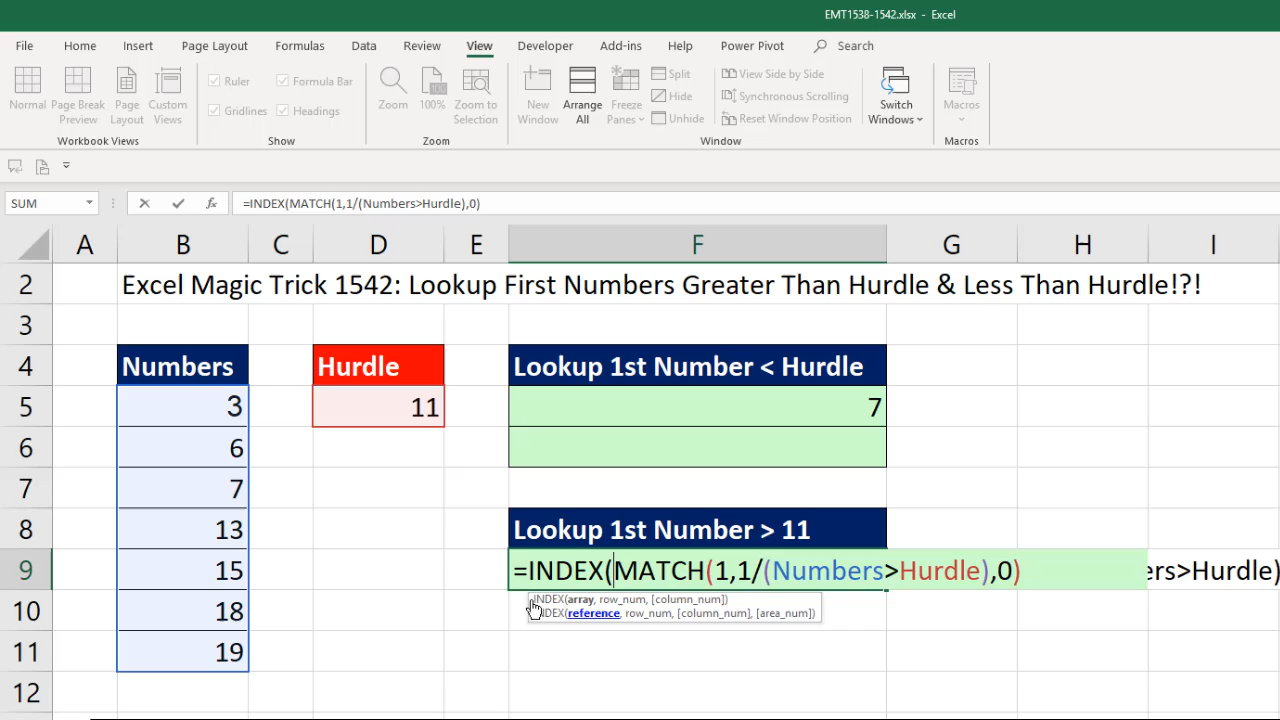 EMT1538-1542.xlsx - Excel
File Home Insert Page Layout Formulas Data Review View Developer Add-ins Help Power Pivot Search
Normal Page Break Preview Page Layout Custom Views
Workbook Views
Ruler Formula Bar
Gridlines Headings
Show
Zoom 100% Zoom to Selection
Zoom
New Window Arrange All Freeze Panes
Split
Hide
Unhide
View Side by Side
Synchronous Scrolling
Reset Window Position
Switch Windows
Window
Macros
Macros
SUM fx =INDEX(MATCH(1,1/(Numbers>Hurdle),0)
A B C D E F G H I
2 Excel Magic Trick 1542: Lookup First Numbers Greater Than Hurdle & Less Than Hurdle!?!
3
4 Numbers Hurdle Lookup 1st Number < Hurdle
5 3 11 7
6 6
7 7
8 13 Lookup 1st Number > 11
9 15 =INDEX(MATCH(1,1/(Numbers>Hurdle),0) ers>Hurdle)
INDEX(array, row_num, [column_num])
10 18 INDEX(reference, row_num, [column_num], [area_num])
11 19
12